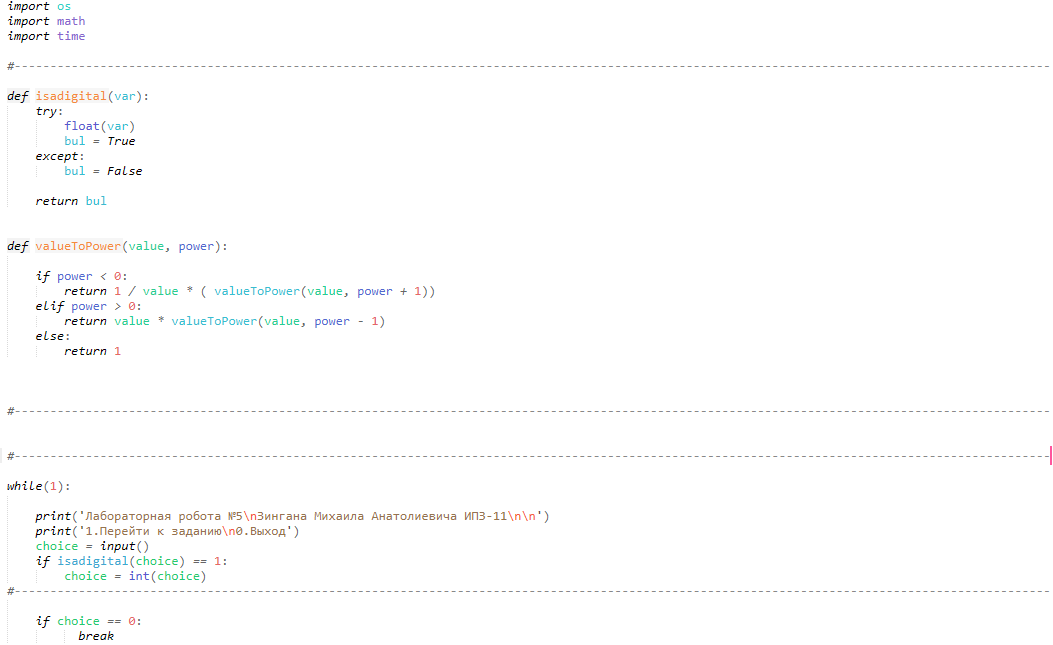 import os
import math
import time
#-------------------------------------------------------------------------------------------------------------------------------------------------
def isadigital(var):
    try:
        float(var)
        bul = True
    except:
        bul = False
    return bul
def valueToPower(value, power):
    if power < 0:
        return 1 / value * ( valueToPower(value, power + 1))
    elif power > 0:
        return value * valueToPower(value, power - 1)
    else:
        return 1
#-------------------------------------------------------------------------------------------------------------------------------------------------
#-------------------------------------------------------------------------------------------------------------------------------------------------
while(1):
    print('Лабораторная робота №5\nЗингана Михаила Анатолиевича ИПЗ-11\n\n')
    print('1.Перейти к заданию\n0.Выход')
    choice = input()
    if isadigital(choice) == 1:
        choice = int(choice)
#-------------------------------------------------------------------------------------------------------------------------------------------------
    if choice == 0:
          break